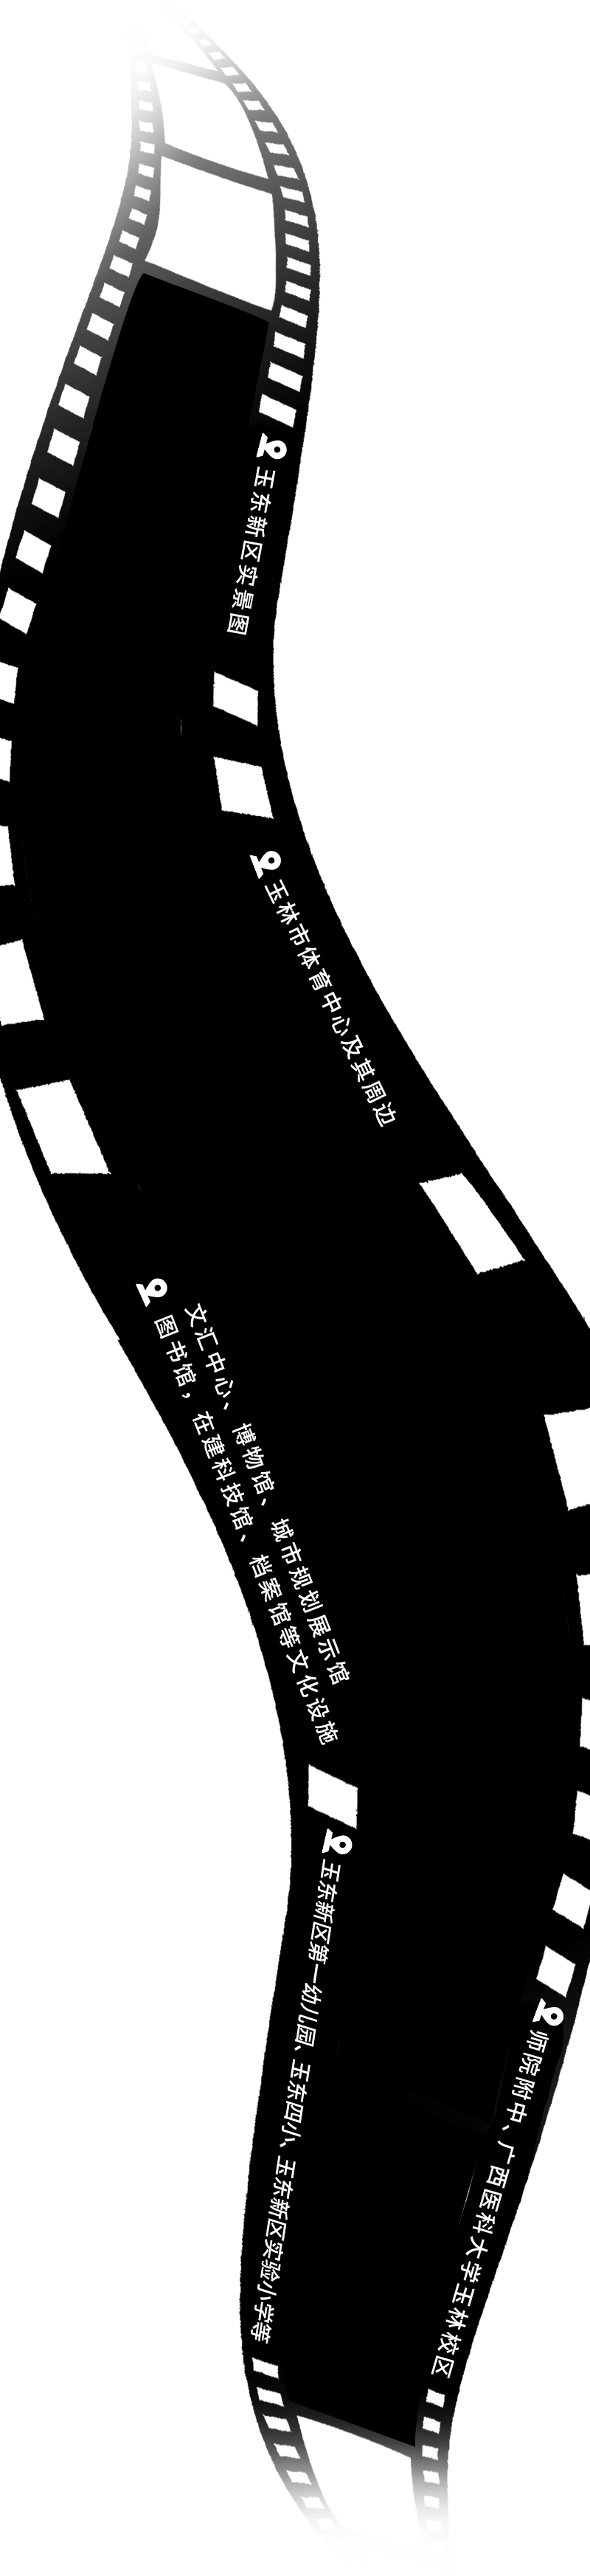 玉东新区实景图
玉林市体育中心及其周边
文汇中心、博物馆、城市规划展示馆
图书馆，在建科技馆、档案馆等文化设施
玉东新区第一幼儿园、玉东四小、玉东新区实验小学等
师院附中、广西医科大学玉林校区